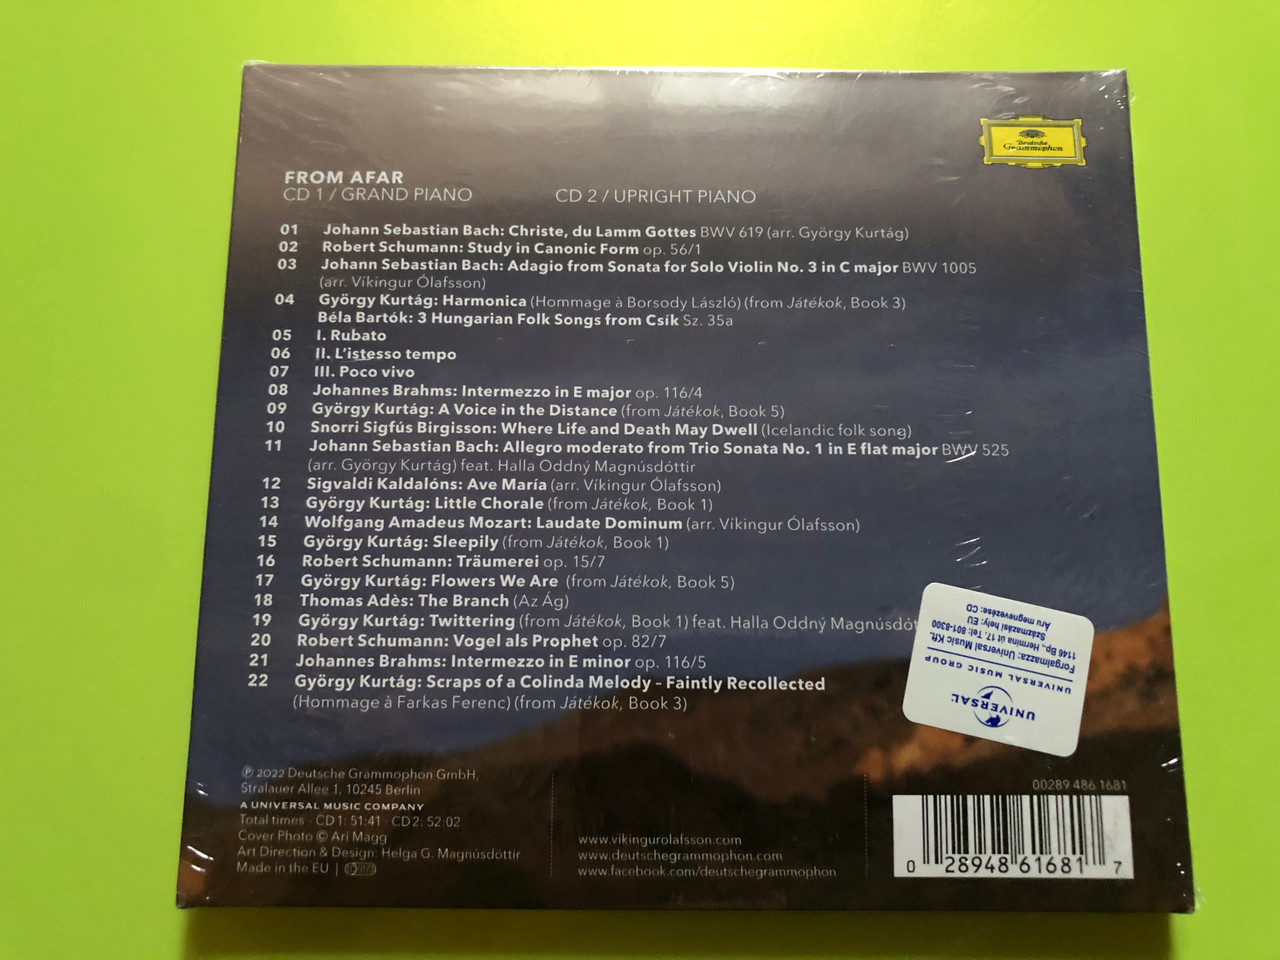 Deutsche
Grammophon
FROM AFAR
CD 1 / GRAND PIANO CD 2 / UPRIGHT PIANO
01 Johann Sebastian Bach: Christe, du Lamm Gottes BWV 619 (arr. György Kurtág)
02 Robert Schumann: Study in Canonic Form op. 56/1
03 Johann Sebastian Bach: Adagio from Sonata for Solo Violin No. 3 in C major BWV 1005
(arr. Víkingur Ólafsson)
04 György Kurtág: Harmonica (Hommage à Borsody László) (from Játékok, Book 3)
Béla Bartók: 3 Hungarian Folk Songs from Csík Sz. 35a
05 I. Rubato
06 II. L'istesso tempo
07 III. Poco vivo
08 Johannes Brahms: Intermezzo in E major op. 116/4
09 György Kurtág: A Voice in the Distance (from Játékok, Book 5)
10 Snorri Sigfús Birgisson: Where Life and Death May Dwell (Icelandic folk song)
11 Johann Sebastian Bach: Allegro moderato from Trio Sonata No. 1 in E flat major BWV 525
(arr. György Kurtág) feat. Halla Oddný Magnúsdóttir
12 Sigvaldi Kaldalóns: Ave María (arr. Víkingur Ólafsson)
13 György Kurtág: Little Chorale (from Játékok, Book 1)
14 Wolfgang Amadeus Mozart: Laudate Dominum (arr. Víkingur Ólafsson)
15 György Kurtág: Sleepily (from Játékok, Book 1)
16 Robert Schumann: Träumerei op. 15/7
17 György Kurtág: Flowers We Are (from Játékok, Book 5)
18 Thomas Adès: The Branch (Az Ág)
19 György Kurtág: Twittering (from Játékok, Book 1) feat. Halla Oddný Magnúsdót
20 Robert Schumann: Vogel als Prophet op. 82/7
21 Johannes Brahms: Intermezzo in E minor op. 116/5
22 György Kurtág: Scraps of a Colinda Melody – Faintly Recollected
(Hommage à Farkas Ferenc) (from Játékok, Book 3)
UNIVERSAL
UNIVERSAL MUSIC GROUP
Forgalmazza: Universal Music Kft.
1146 Bp., Hermina út 17. Tel: 801-8300
Származási hely: EU
Áru megnevezése: CD
℗ 2022 Deutsche Grammophon GmbH,
Stralauer Allee 1, 10245 Berlin
A UNIVERSAL MUSIC COMPANY
Total times · CD 1: 51:41 · CD 2: 52:02
Cover Photo © Ari Magg
Art Direction & Design: Helga G. Magnúsdóttir
Made in the EU |
www.vikingurolafsson.com
www.deutschegrammophon.com
www.facebook.com/deutschegrammophon
00289 486 1681
0 28948 61681 7